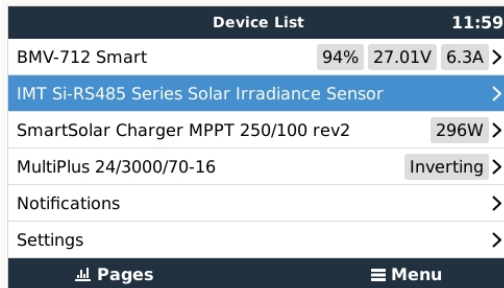 Device List 11:59
BMV-712 Smart 94% 27.01V 6.3A
IMT Si-RS485 Series Solar Irradiance Sensor
SmartSolar Charger MPPT 250/100 rev2 296W
MultiPlus 24/3000/70-16 Inverting
Notifications
Settings
Pages Menu